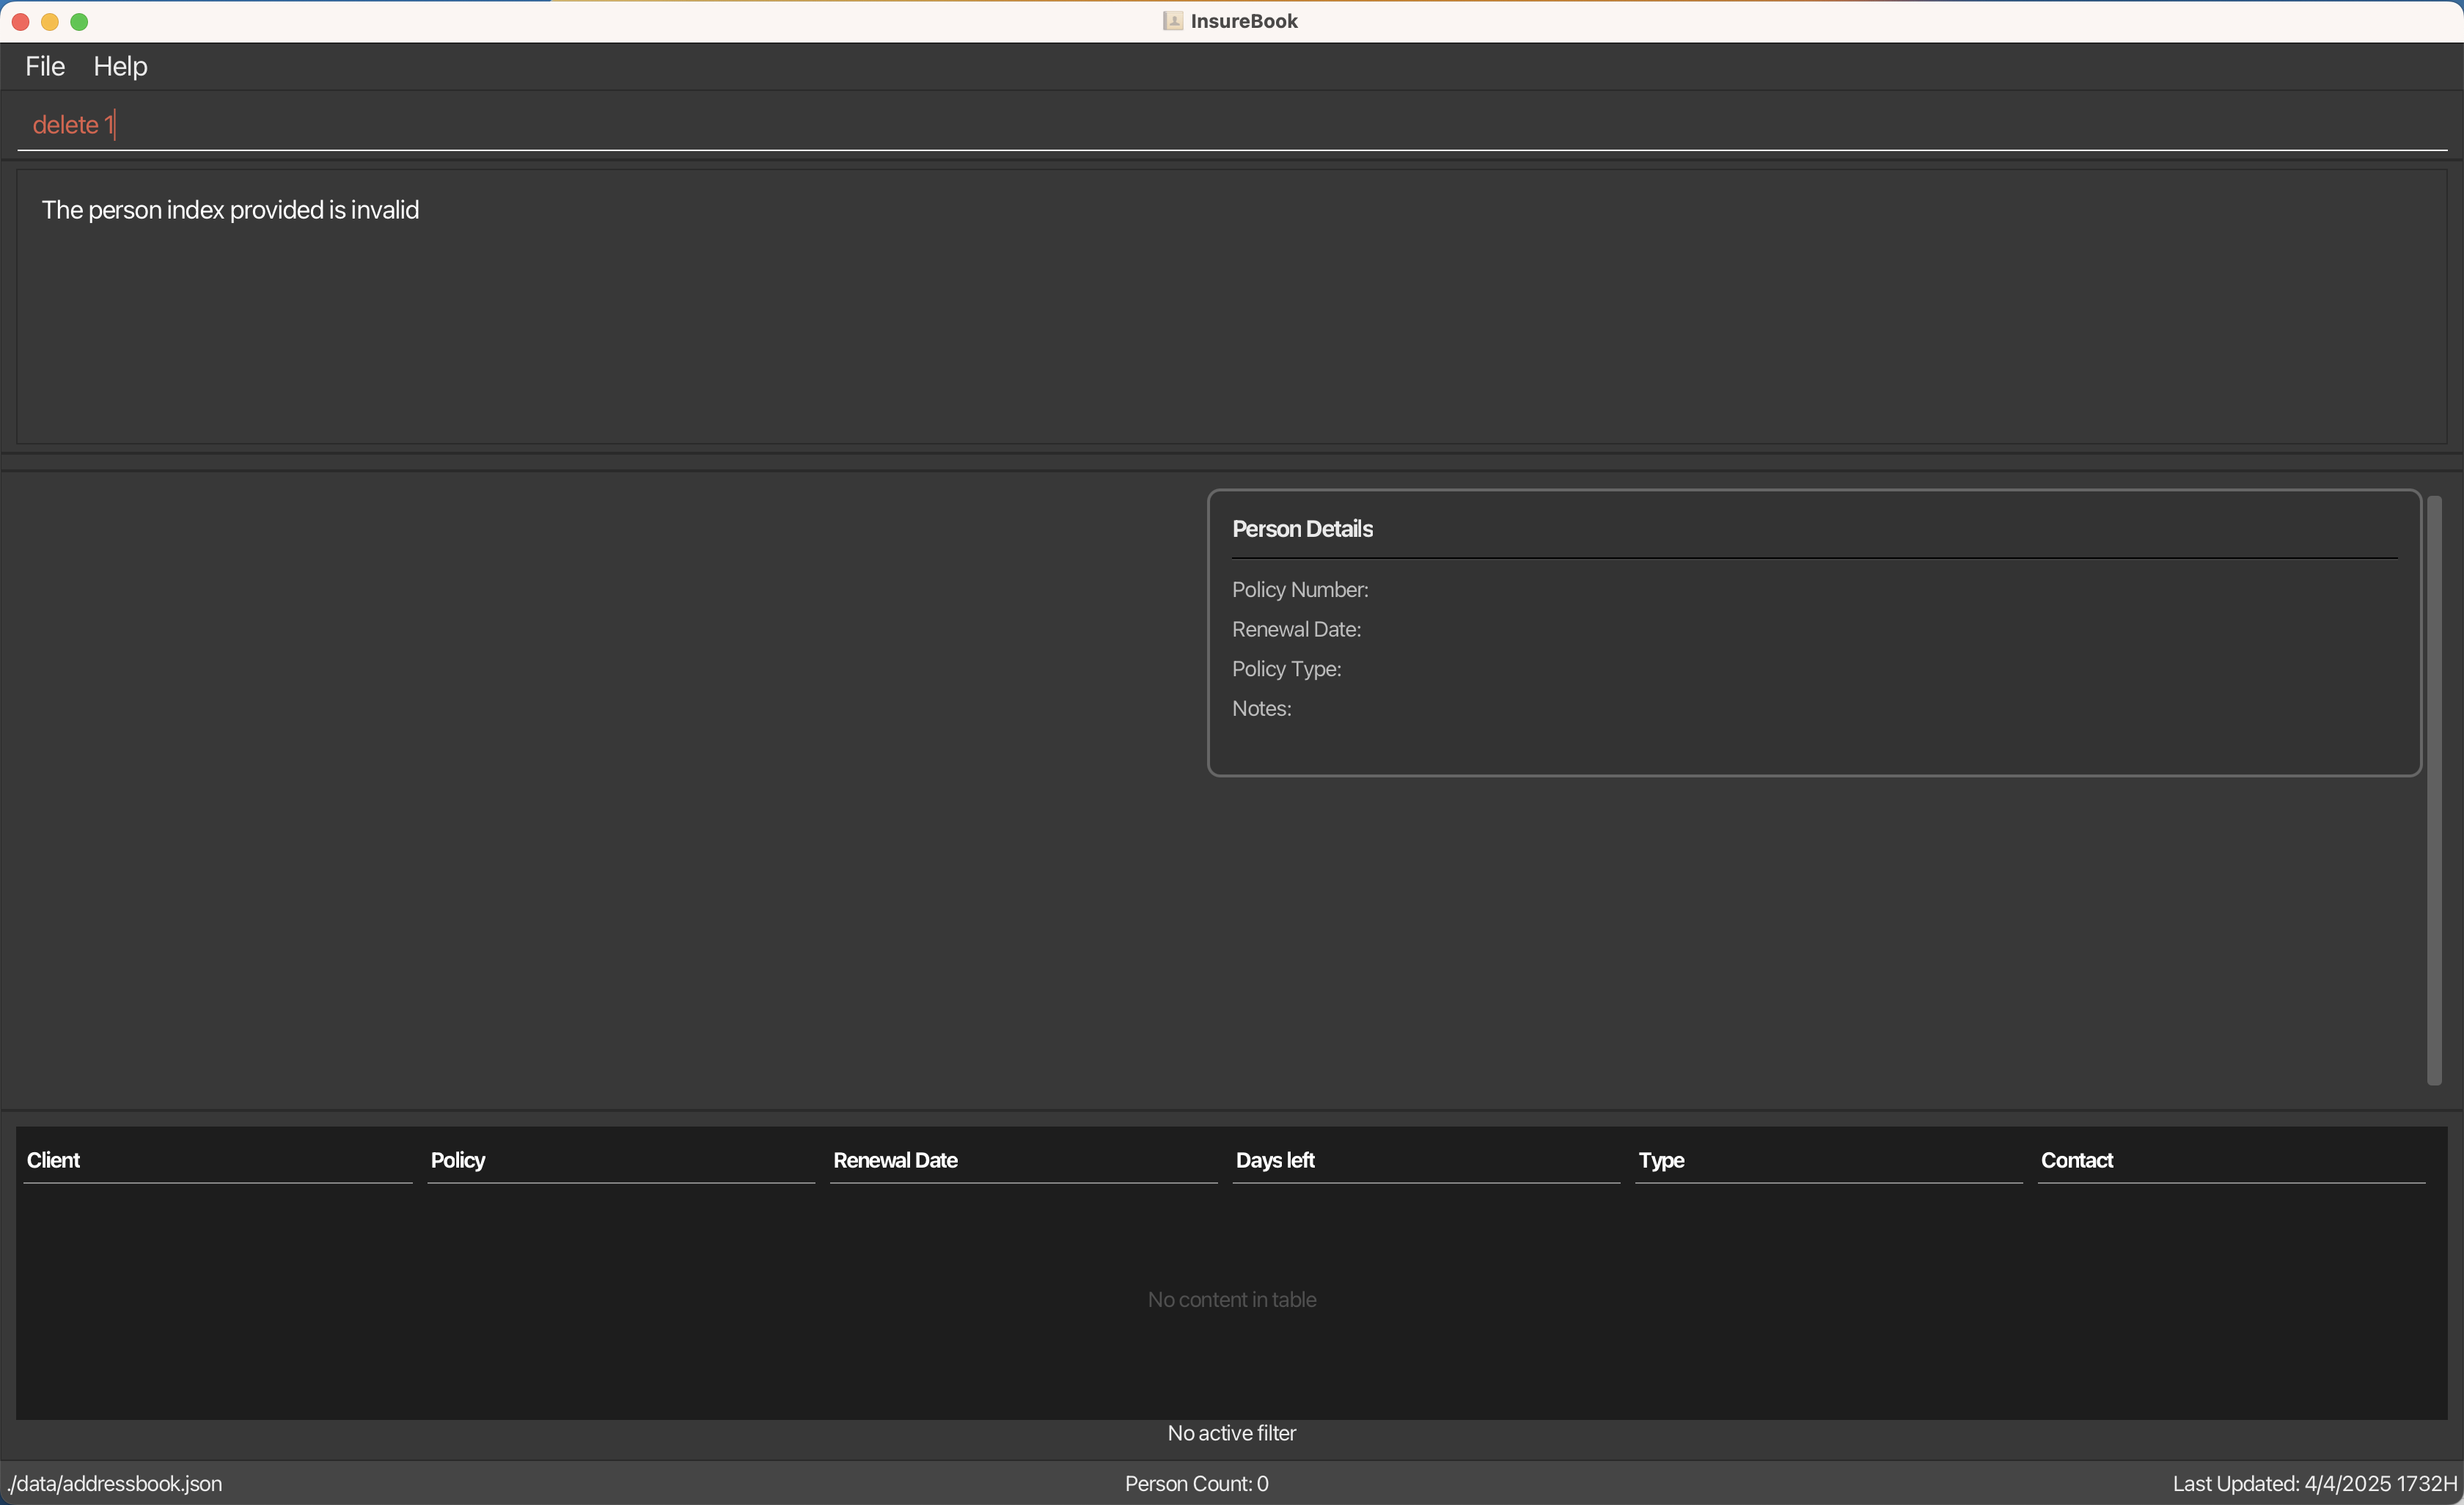 InsureBook
File Help
delete 1
The person index provided is invalid
Person Details
Policy Number:
Renewal Date:
Policy Type:
Notes:
Client Policy Renewal Date Days left Type Contact
No content in table
No active filter
./data/addressbook.json Person Count: 0 Last Updated: 4/4/2025 1732H